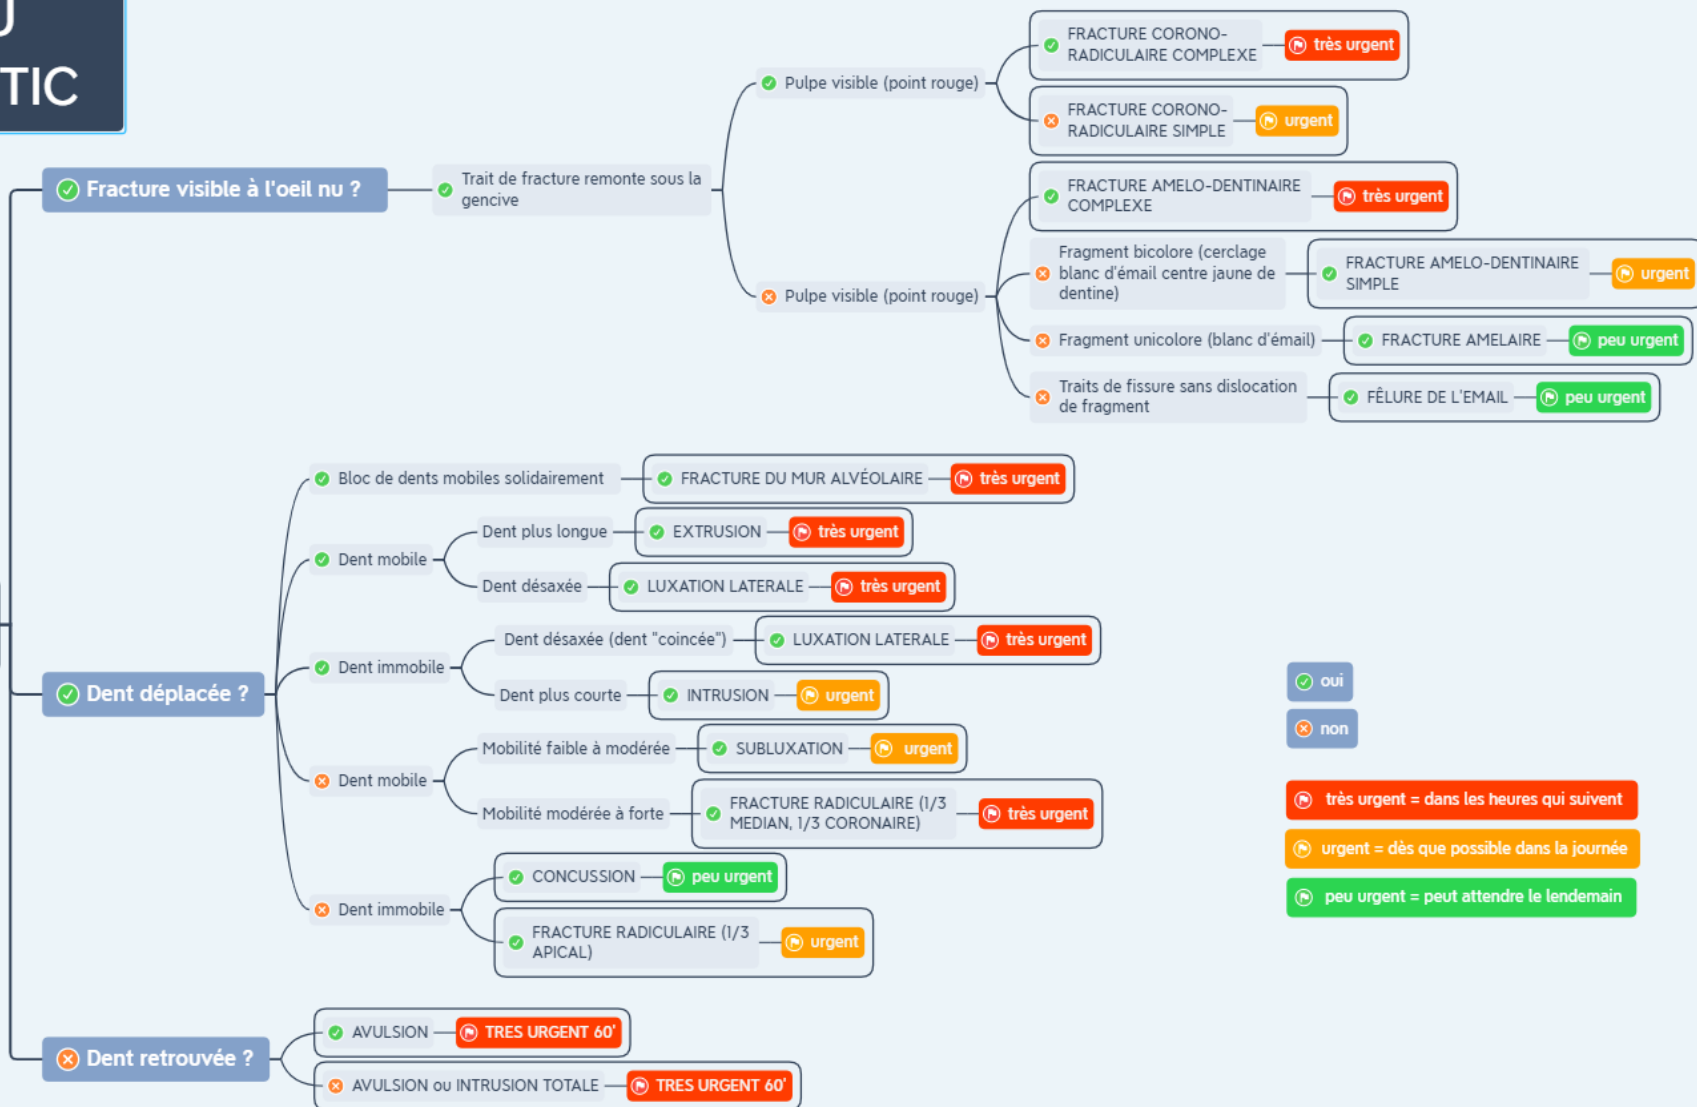 U
TIC
FRACTURE CORONO-
RADICULAIRE COMPLEXE
très urgent
Pulpe visible (point rouge)
FRACTURE CORONO-
RADICULAIRE SIMPLE
urgent
Fracture visible à l'oeil nu ?
Trait de fracture remonte sous la
gencive
FRACTURE AMELO-DENTINAIRE
COMPLEXE
très urgent
Pulpe visible (point rouge)
Fragment bicolore (cerclage
blanc d'émail centre jaune de
dentine)
FRACTURE AMELO-DENTINAIRE
SIMPLE
urgent
Fragment unicolore (blanc d'émail)
FRACTURE AMELAIRE
peu urgent
Traits de fissure sans dislocation
de fragment
FÊLURE DE L'EMAIL
peu urgent
Dent déplacée ?
Bloc de dents mobiles solidairement
FRACTURE DU MUR ALVÉOLAIRE
très urgent
Dent mobile
Dent plus longue
EXTRUSION
très urgent
Dent désaxée
LUXATION LATERALE
très urgent
Dent immobile
Dent désaxée (dent "coincée")
LUXATION LATERALE
très urgent
Dent plus courte
INTRUSION
urgent
Dent mobile
Mobilité faible à modérée
SUBLUXATION
urgent
Mobilité modérée à forte
FRACTURE RADICULAIRE (1/3
MEDIAN, 1/3 CORONAIRE)
très urgent
Dent immobile
CONCUSSION
peu urgent
FRACTURE RADICULAIRE (1/3
APICAL)
urgent
Dent retrouvée ?
AVULSION
TRES URGENT 60'
AVULSION ou INTRUSION TOTALE
TRES URGENT 60'
oui
non
très urgent = dans les heures qui suivent
urgent = dès que possible dans la journée
peu urgent = peut attendre le lendemain